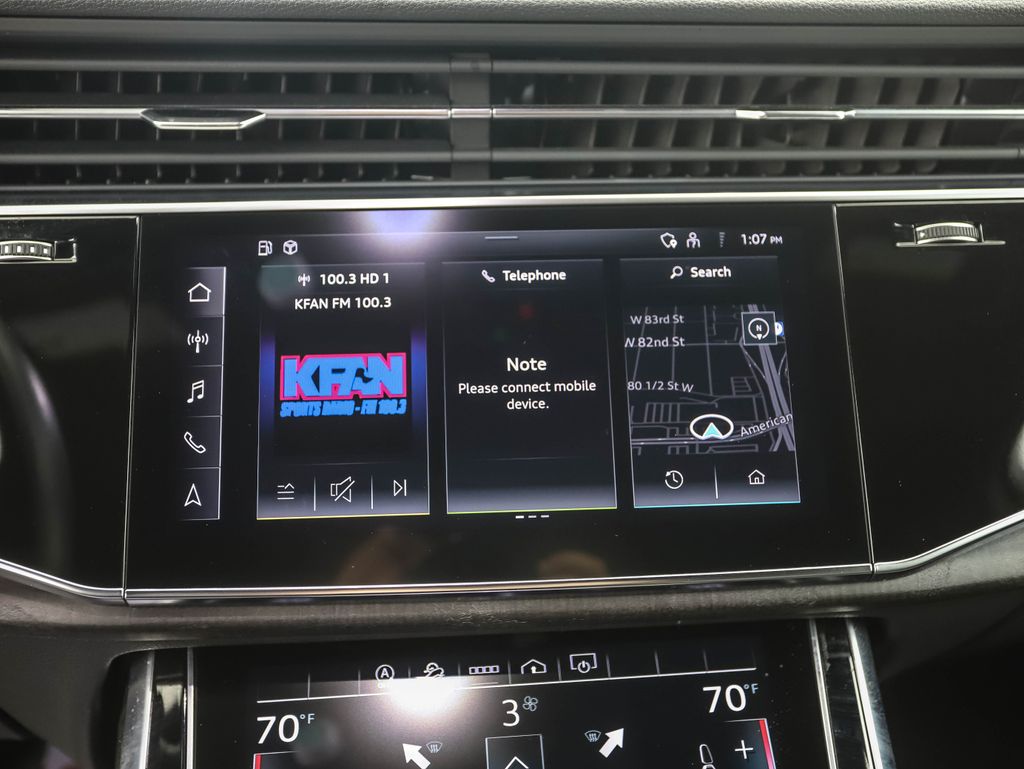 1:07 PM
100.3 HD 1
KFAN FM 100.3
KFAN
SPORTS RADIO - FM 100.3
Telephone
Note
Please connect mobile
device.
Search
W 83rd St
W 82nd St
80 1/2 St W
American
N
A
70°F
3
70°F
+